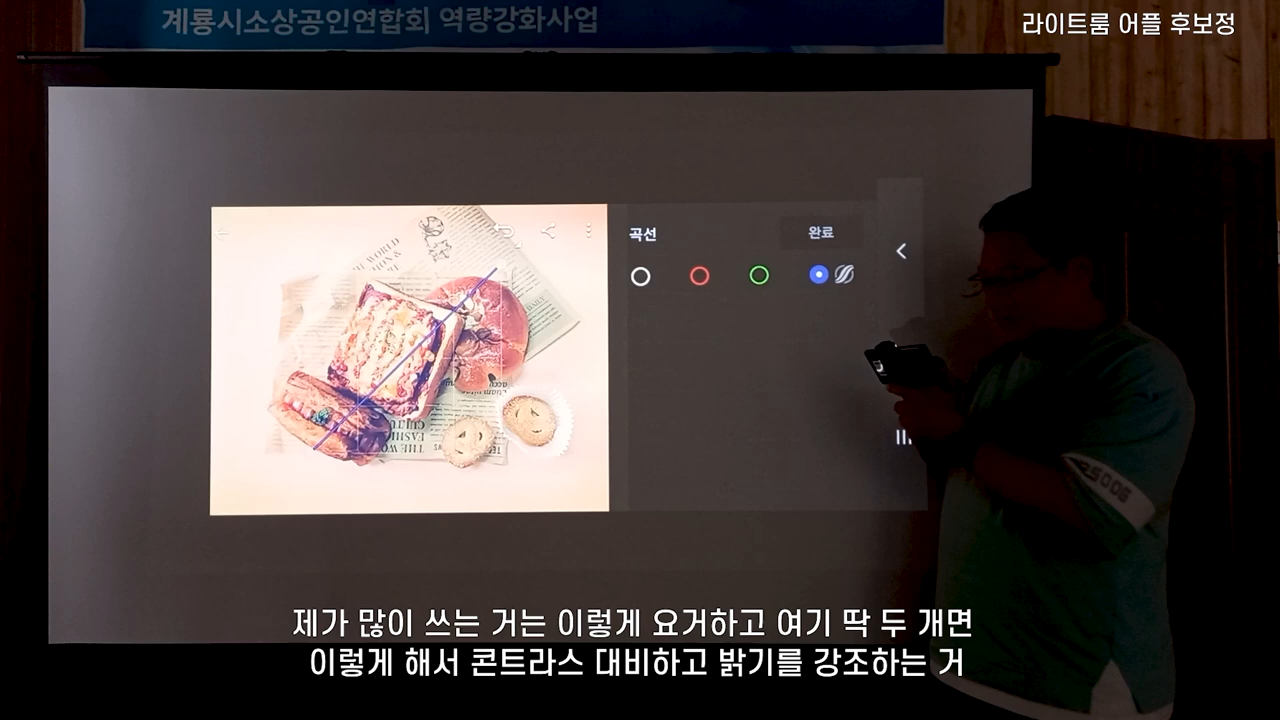 계룡시소상공인연합회 역량강화사업
라이트룸 어플 후보정
곡선
완료
제가 많이 쓰는 거는 이렇게 요거하고 여기 딱 두 개면
이렇게 해서 콘트라스 대비하고 밝기를 강조하는 거